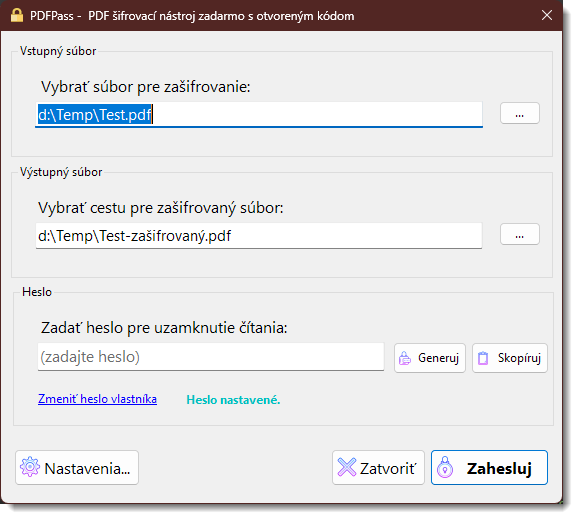 PDFPass - PDF šifrovací nástroj zadarmo s otvoreným kódom
Vstupný súbor
Vybrať súbor pre zašifrovanie:
d:\Temp\Test.pdf
...
Výstupný súbor
Vybrať cestu pre zašifrovaný súbor:
d:\Temp\Test-zašifrovaný.pdf
...
Heslo
Zadať heslo pre uzamknutie čítania:
(zadajte heslo)
Generuj
Skopíruj
Zmeniť heslo vlastníka
Heslo nastavené.
Nastavenia...
Zatvoriť
Zahesluj